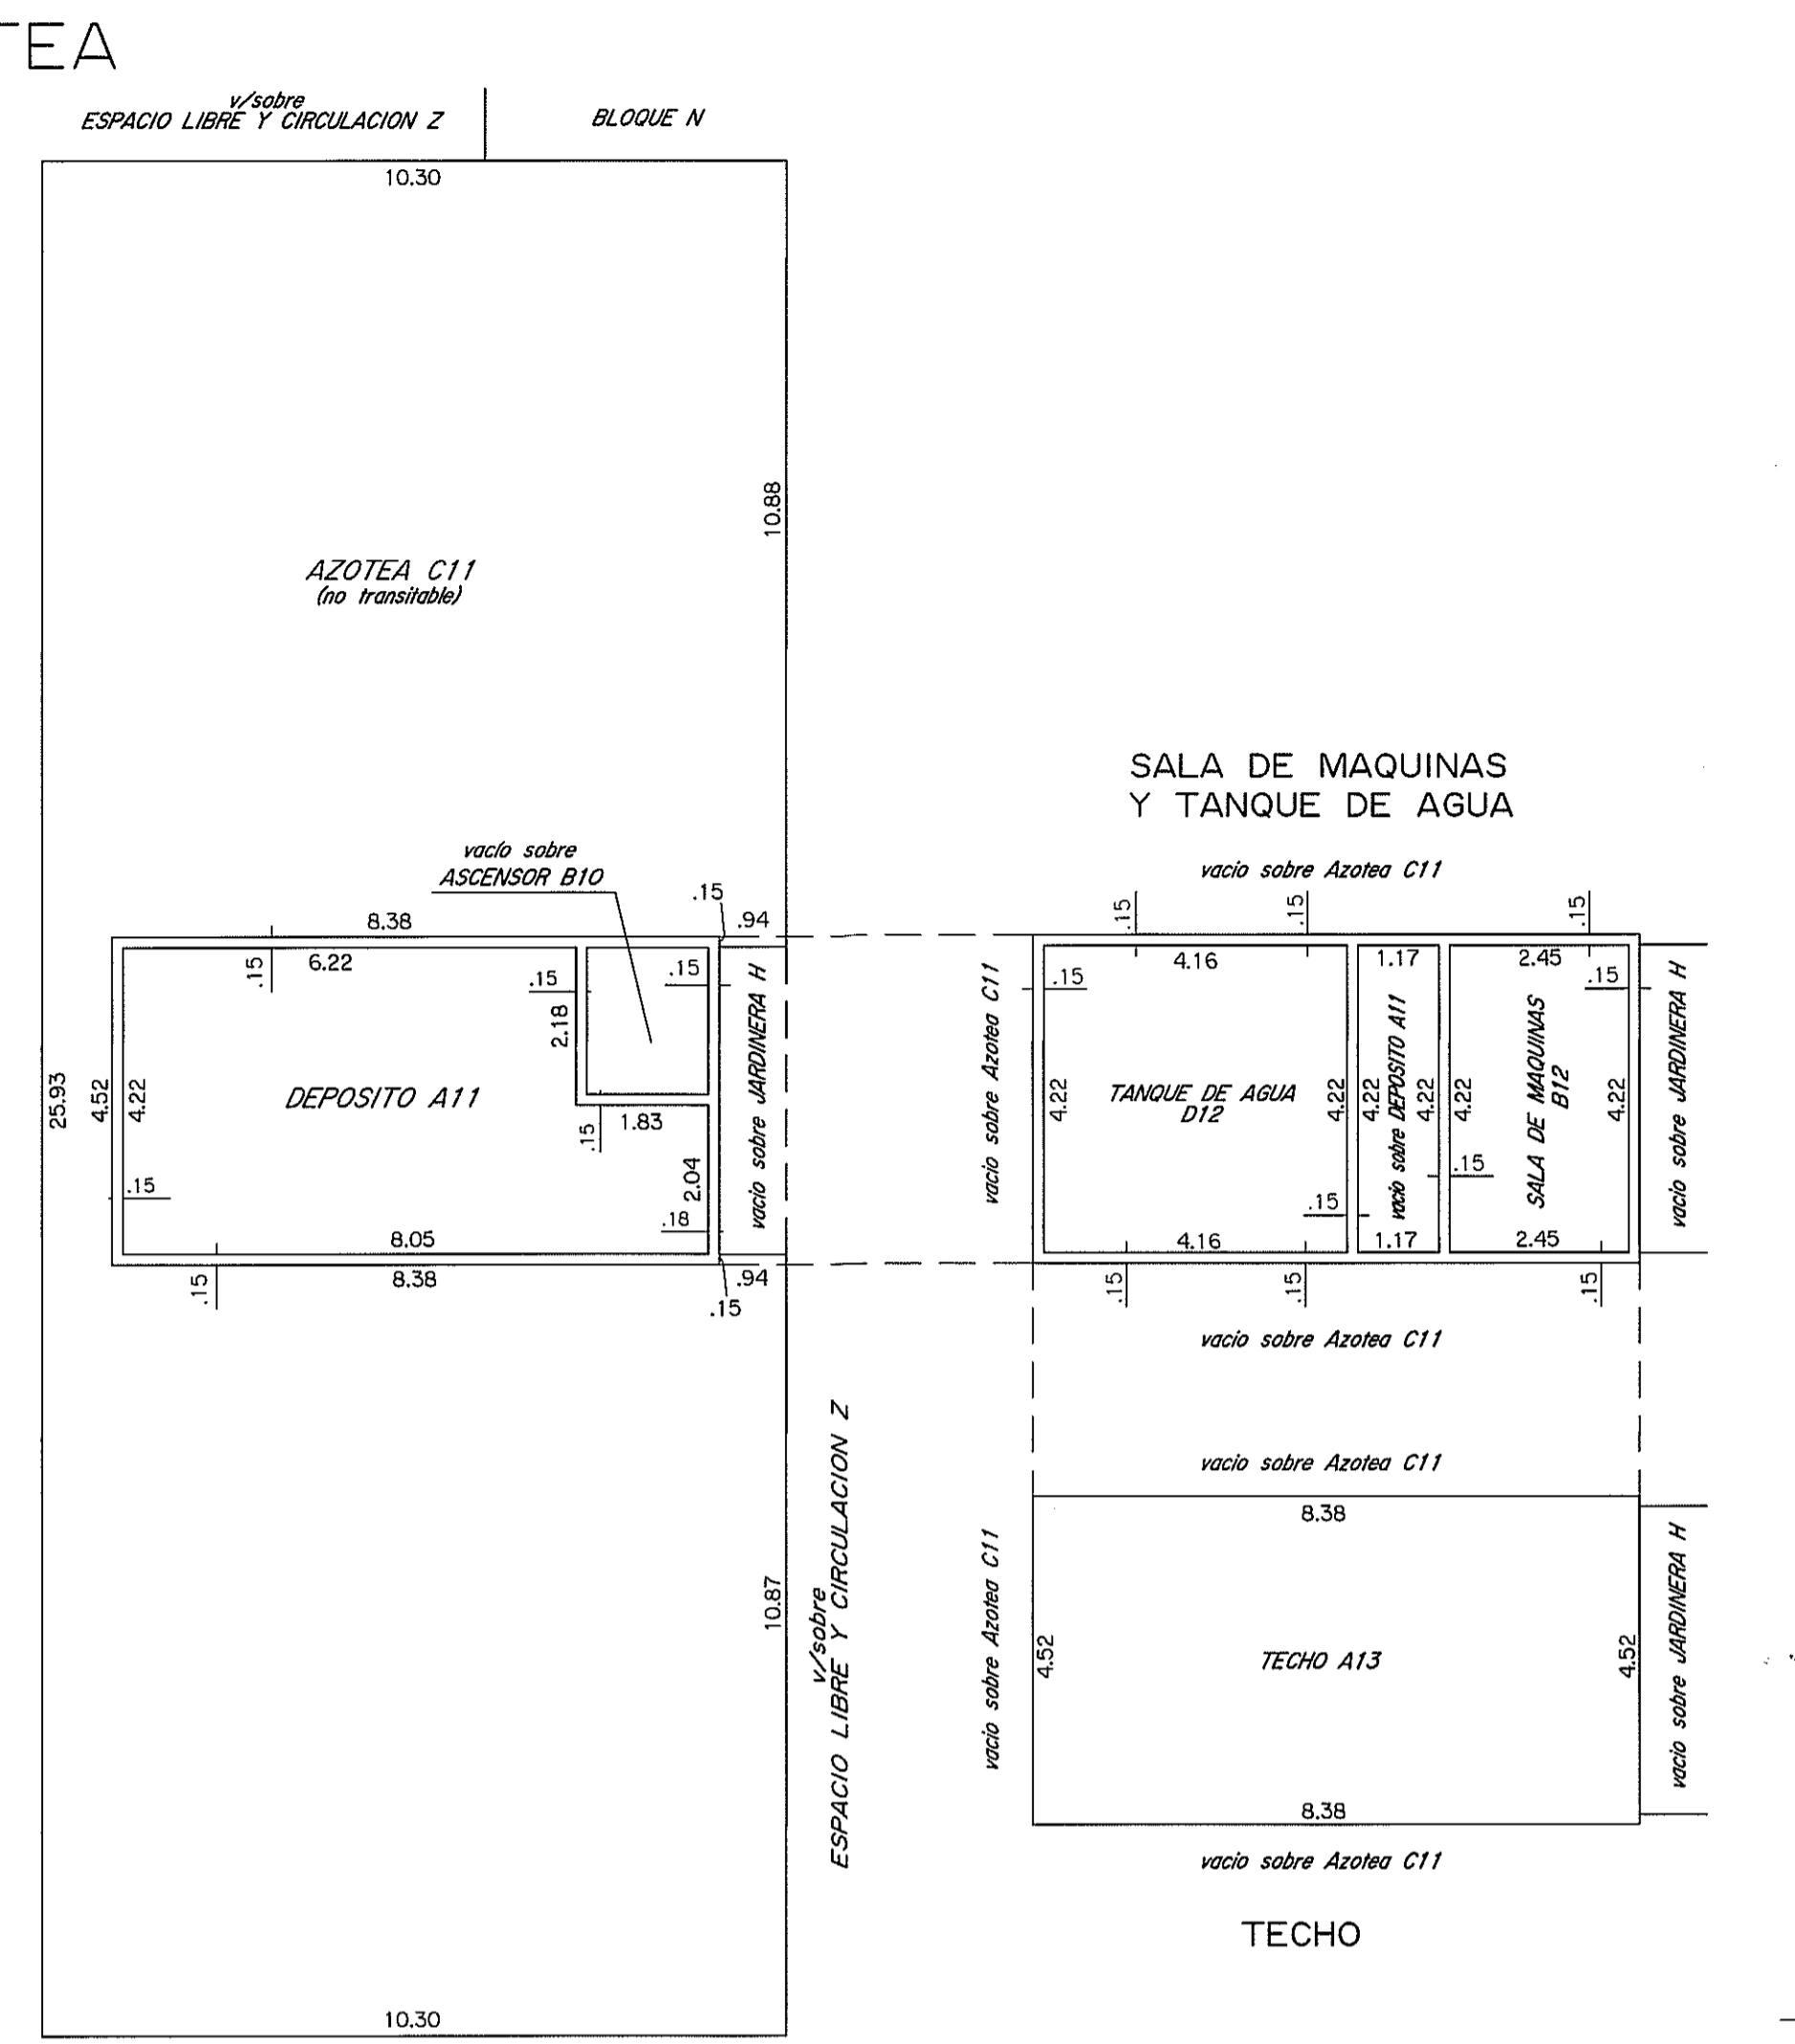 TEA
v/sobre
ESPACIO LIBRE Y CIRCULACION Z
BLOQUE N
10.30
10.88
AZOTEA C11
(no transitable)
vacío sobre
ASCENSOR B10
.15
.94
8.38
.15
6.22
.15
.15
2.18
25.93
4.52
4.22
DEPOSITO A11
1.83
.15
2.04
.15
.18
8.05
8.38
.15
.94
.15
vacio sobre JARDINERA H
10.87
v/sobre
ESPACIO LIBRE Y CIRCULACION Z
10.30
SALA DE MAQUINAS
Y TANQUE DE AGUA
vacio sobre Azotea C11
.15
.15
.15
4.16
1.17
2.45
.15
.15
vacio sobre Azotea C11
4.22
TANQUE DE AGUA
D12
4.22
4.22
vacio sobre DEPOSITO A11
4.22
4.22
SALA DE MAQUINAS
B12
4.22
vacio sobre JARDINERA H
.15
.15
4.16
1.17
2.45
.15
.15
.15
vacio sobre Azotea C11
vacio sobre Azotea C11
8.38
vacio sobre Azotea C11
4.52
TECHO A13
4.52
vacio sobre JARDINERA H
8.38
vacio sobre Azotea C11
TECHO